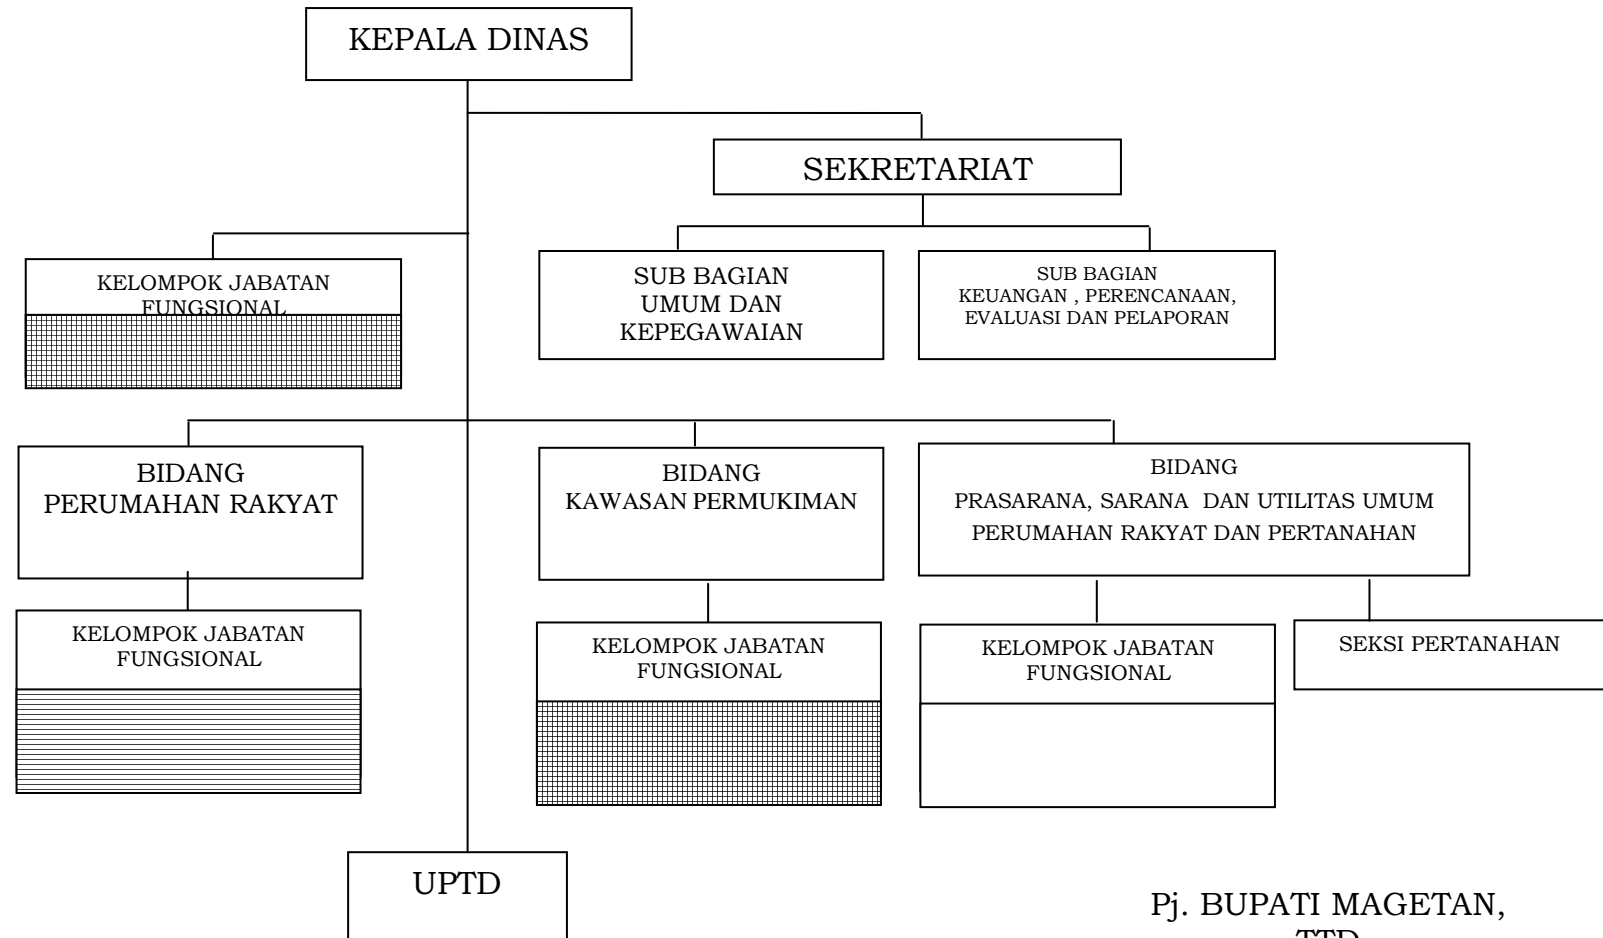 KEPALA DINAS
SEKRETARIAT
KELOMPOK JABATAN
FUNGSIONAL
SUB BAGIAN
UMUM DAN
KEPEGAWAIAN
SUB BAGIAN
KEUANGAN , PERENCANAAN,
EVALUASI DAN PELAPORAN
BIDANG
PERUMAHAN RAKYAT
BIDANG
KAWASAN PERMUKIMAN
BIDANG
PRASARANA, SARANA DAN UTILITAS UMUM
PERUMAHAN RAKYAT DAN PERTANAHAN
KELOMPOK JABATAN
FUNGSIONAL
KELOMPOK JABATAN
FUNGSIONAL
KELOMPOK JABATAN
FUNGSIONAL
SEKSI PERTANAHAN
UPTD
Pj. BUPATI MAGETAN,
TTD